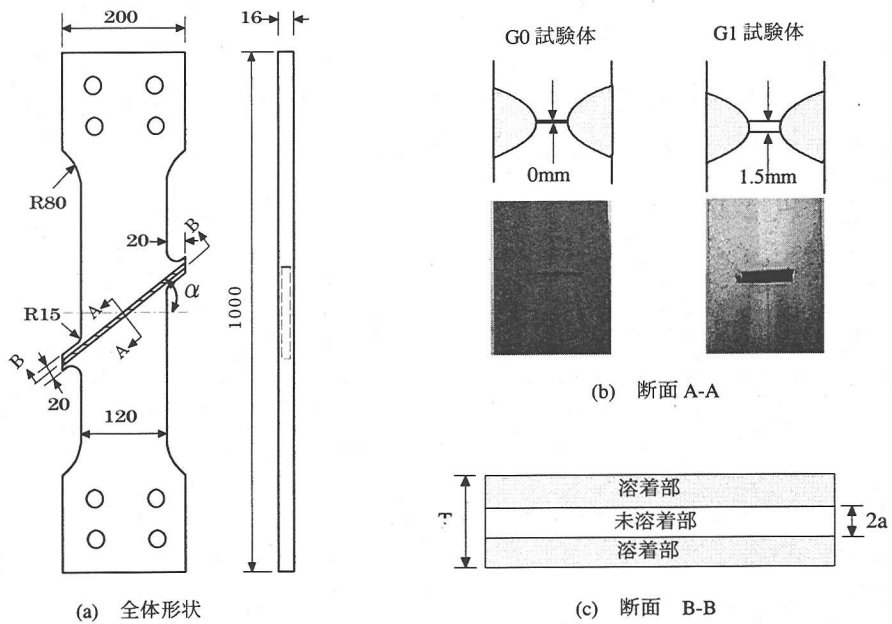 200
16
R80
B
20
α
A
R15
A
B
20
120
1000
(a) 全体形状
G0 試験体
G1 試験体
0mm
1.5mm
(b) 断面 A-A
溶着部
未溶着部
溶着部
2a
(c) 断面 B-B